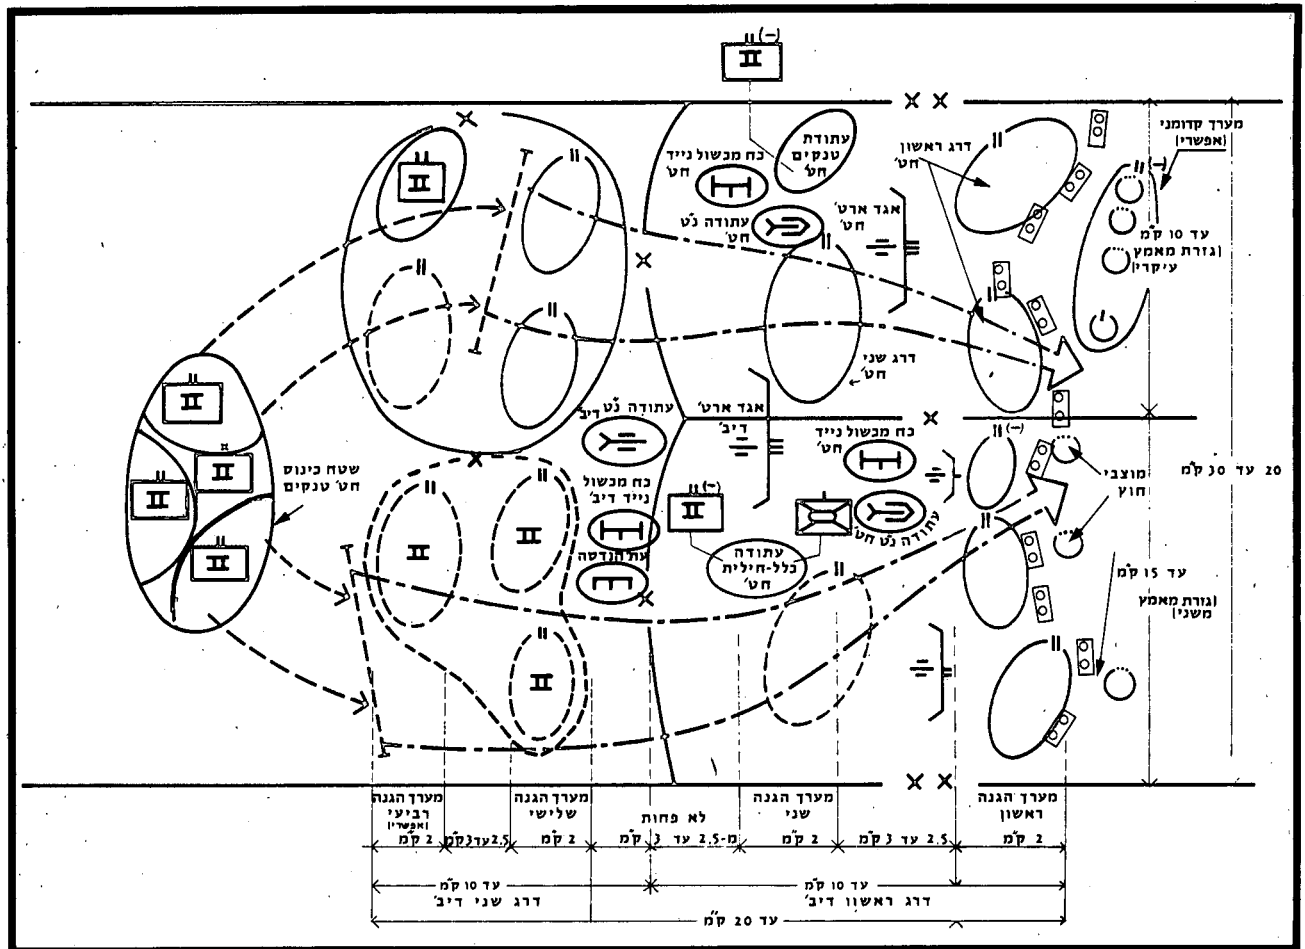 (–)
עתודת
טנקים
חט'
כח מכשול נייד
חט'
דרג ראשון
חט'
מערך קדומני
(אפשרי)
(–)
אגד ארט'
חט'
עתודה נ"ט
חט'
עד 10 ק"מ
(גזרת מאמץ
עיקרי)
דרג שני
חט'
אגד ארט'
דיב'
עתודה נ"ט דיב'
כח מכשול נייד
חט'
(–)
מוצבי
חוץ
20 עד 30 ק"מ
שטח כינוס
חט' טנקים
כח מכשול
נייד דיב'
(–)
עתודה נ"ט חט'
עת' הנדסה
עתודה
כלל-חילית
חט'
עד 15 ק"מ
(גזרת מאמץ
משני)
מערך הגנה
ראשון
2 ק"מ
2.5 עד 3 ק"מ
מערך הגנה
שני
2 ק"מ
לא פחות
מ-2.5 עד 3 ק"מ
מערך הגנה
שלישי
2 ק"מ
2.5 עד 3 ק"מ
מערך הגנה
רביעי
(אפשרי)
2 ק"מ
עד 10 ק"מ
דרג ראשון דיב'
עד 10 ק"מ
דרג שני דיב'
עד 20 ק"מ